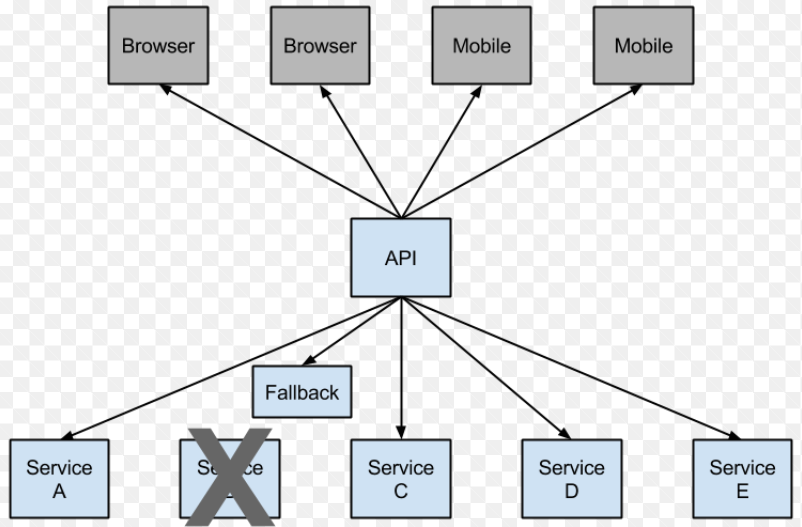 Browser
Browser
Mobile
Mobile
API
Fallback
Service
A
Service
C
Service
D
Service
E